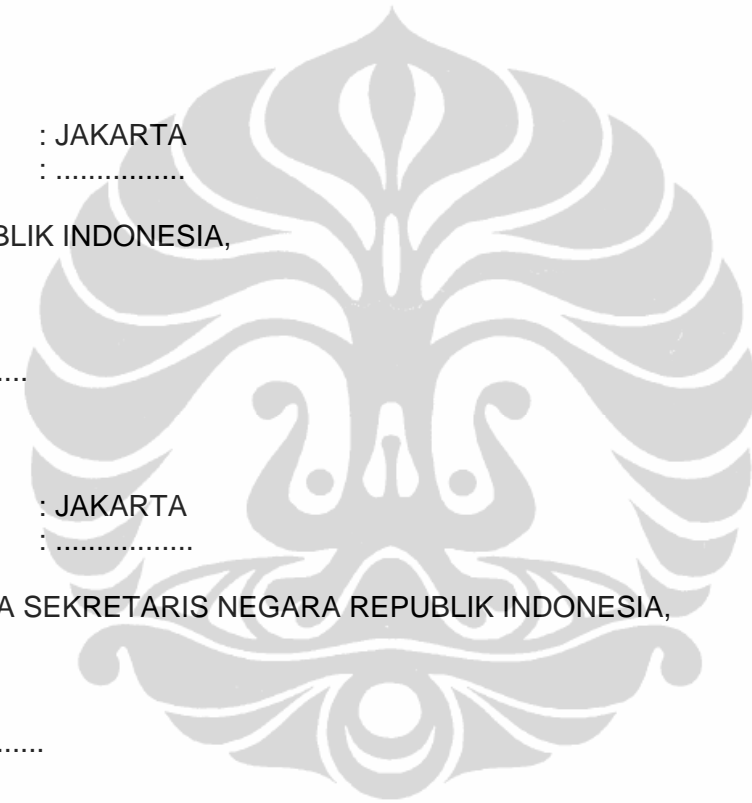 : JAKARTA
: ................
BLIK INDONESIA,
....
: JAKARTA
: .................
A SEKRETARIS NEGARA REPUBLIK INDONESIA,
......